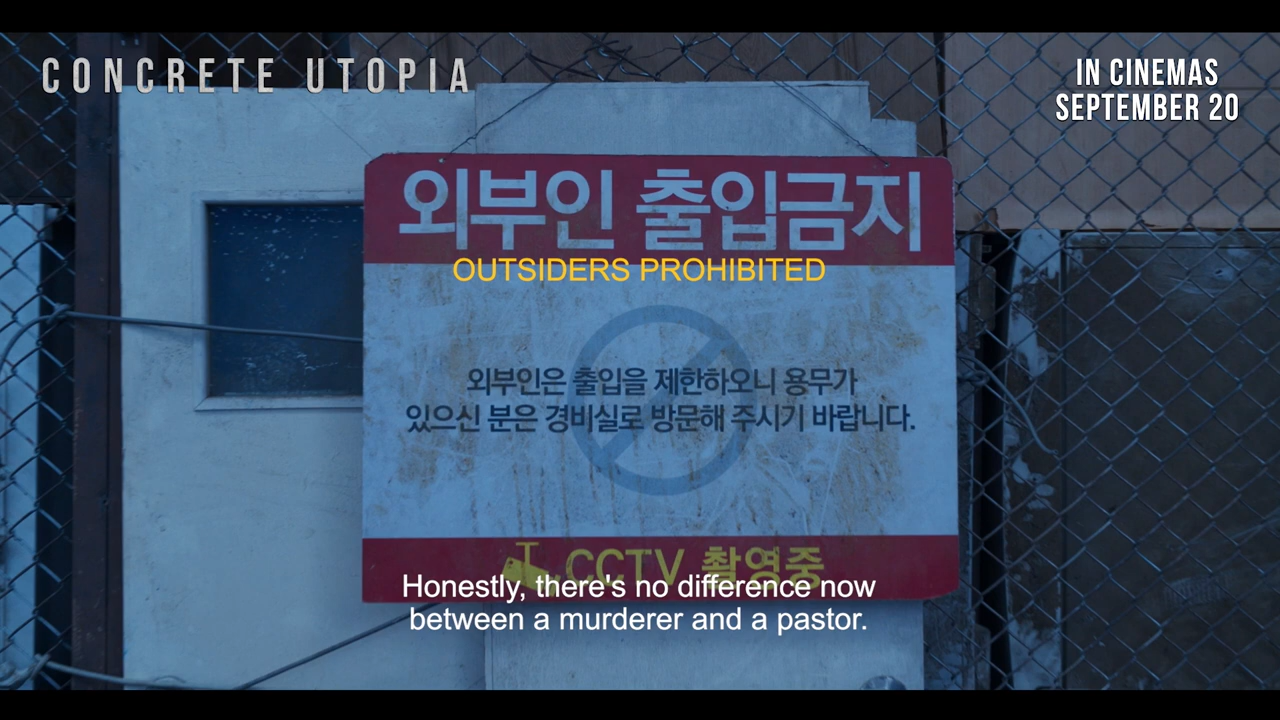 CONCRETE UTOPIA
IN CINEMAS
SEPTEMBER 20
외부인 출입금지
OUTSIDERS PROHIBITED
외부인은 출입을 제한하오니 용무가
있으신 분은 경비실로 방문해 주시기 바랍니다.
CCTV 촬영중
Honestly, there's no difference now
between a murderer and a pastor.